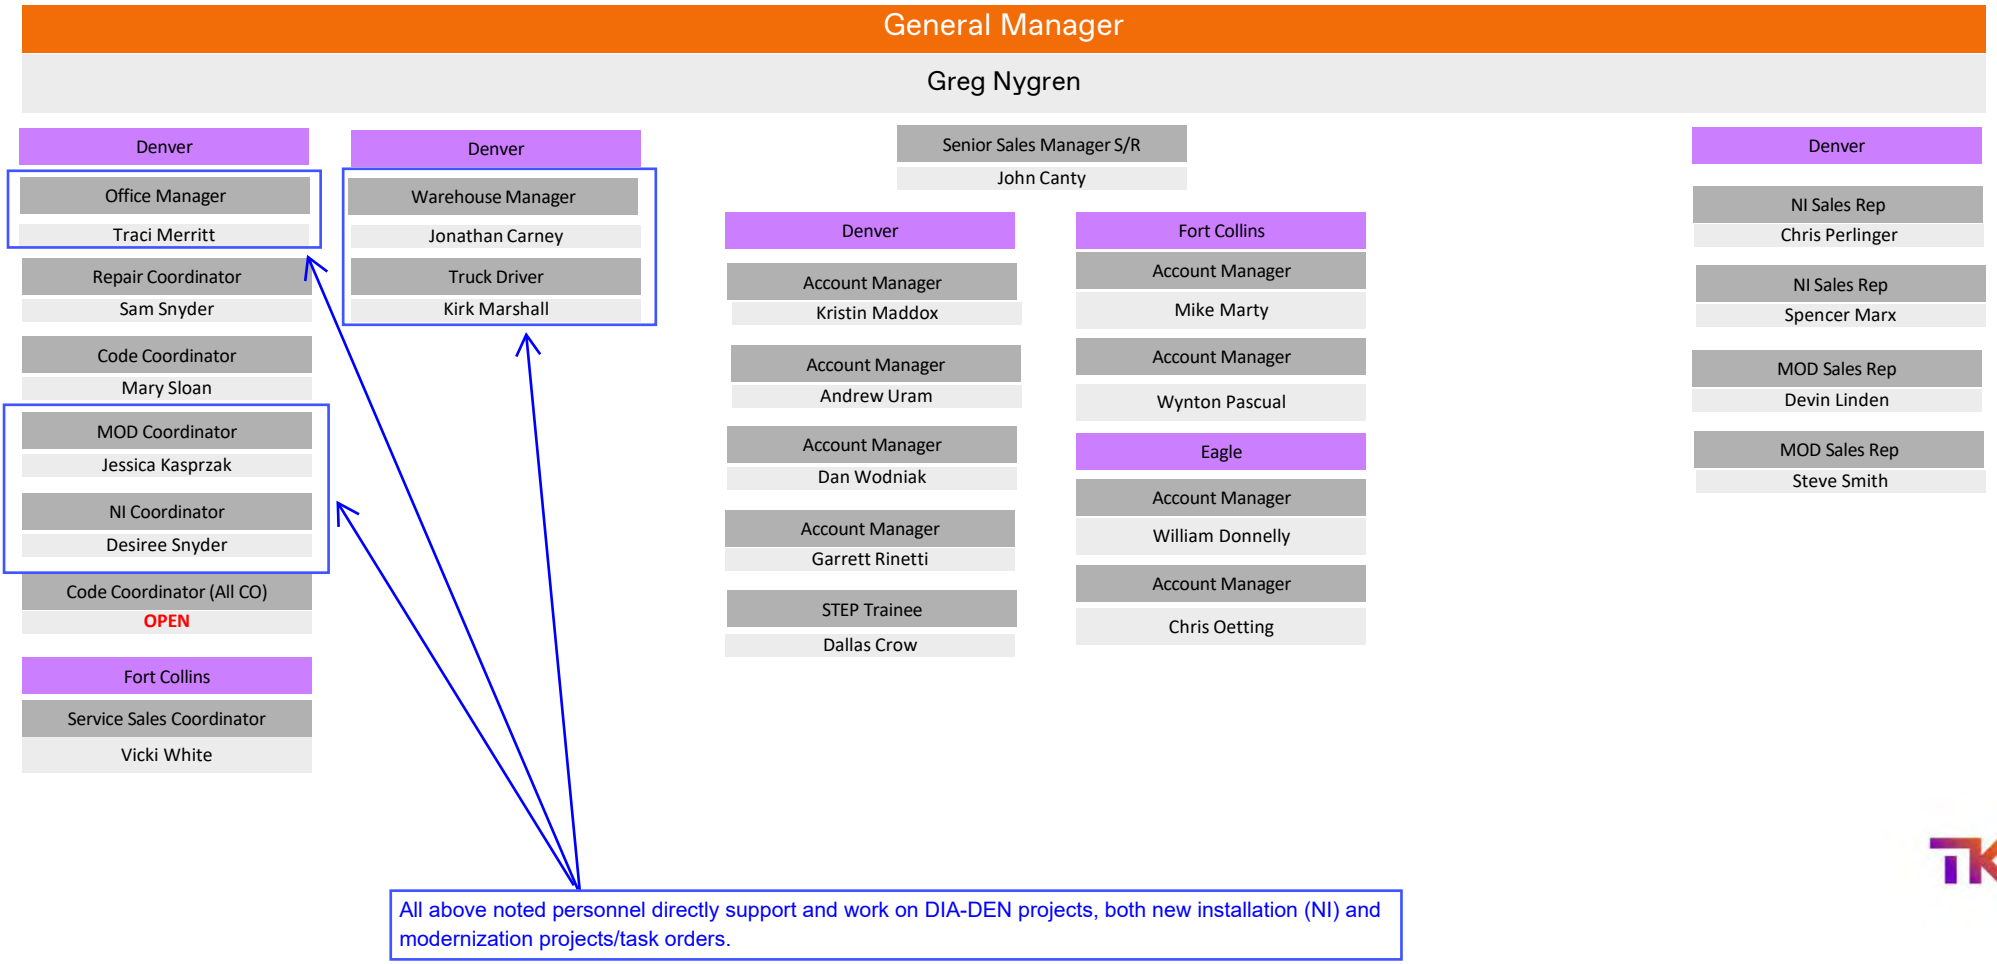 General Manager
Greg Nygren
Denver
Office Manager
Traci Merritt
Repair Coordinator
Sam Snyder
Code Coordinator
Mary Sloan
MOD Coordinator
Jessica Kasprzak
NI Coordinator
Desiree Snyder
Code Coordinator (All CO)
OPEN
Fort Collins
Service Sales Coordinator
Vicki White
Denver
Warehouse Manager
Jonathan Carney
Truck Driver
Kirk Marshall
Senior Sales Manager S/R
John Canty
Denver
Account Manager
Kristin Maddox
Account Manager
Andrew Uram
Account Manager
Dan Wodniak
Account Manager
Garrett Rinetti
STEP Trainee
Dallas Crow
Fort Collins
Account Manager
Mike Marty
Account Manager
Wynton Pascual
Eagle
Account Manager
William Donnelly
Account Manager
Chris Oetting
Denver
NI Sales Rep
Chris Perlinger
NI Sales Rep
Spencer Marx
MOD Sales Rep
Devin Linden
MOD Sales Rep
Steve Smith
TK
All above noted personnel directly support and work on DIA-DEN projects, both new installation (NI) and
modernization projects/task orders.